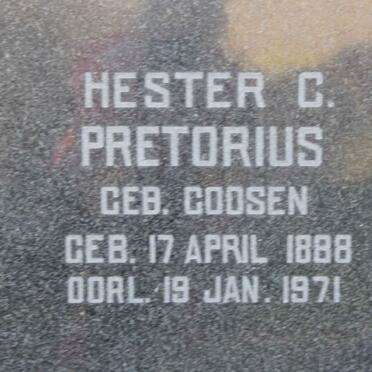 HESTER C.
PRETORIUS
GEB. GOOSEN
GEB. 17 APRIL 1888
OORL. 19 JAN. 1971